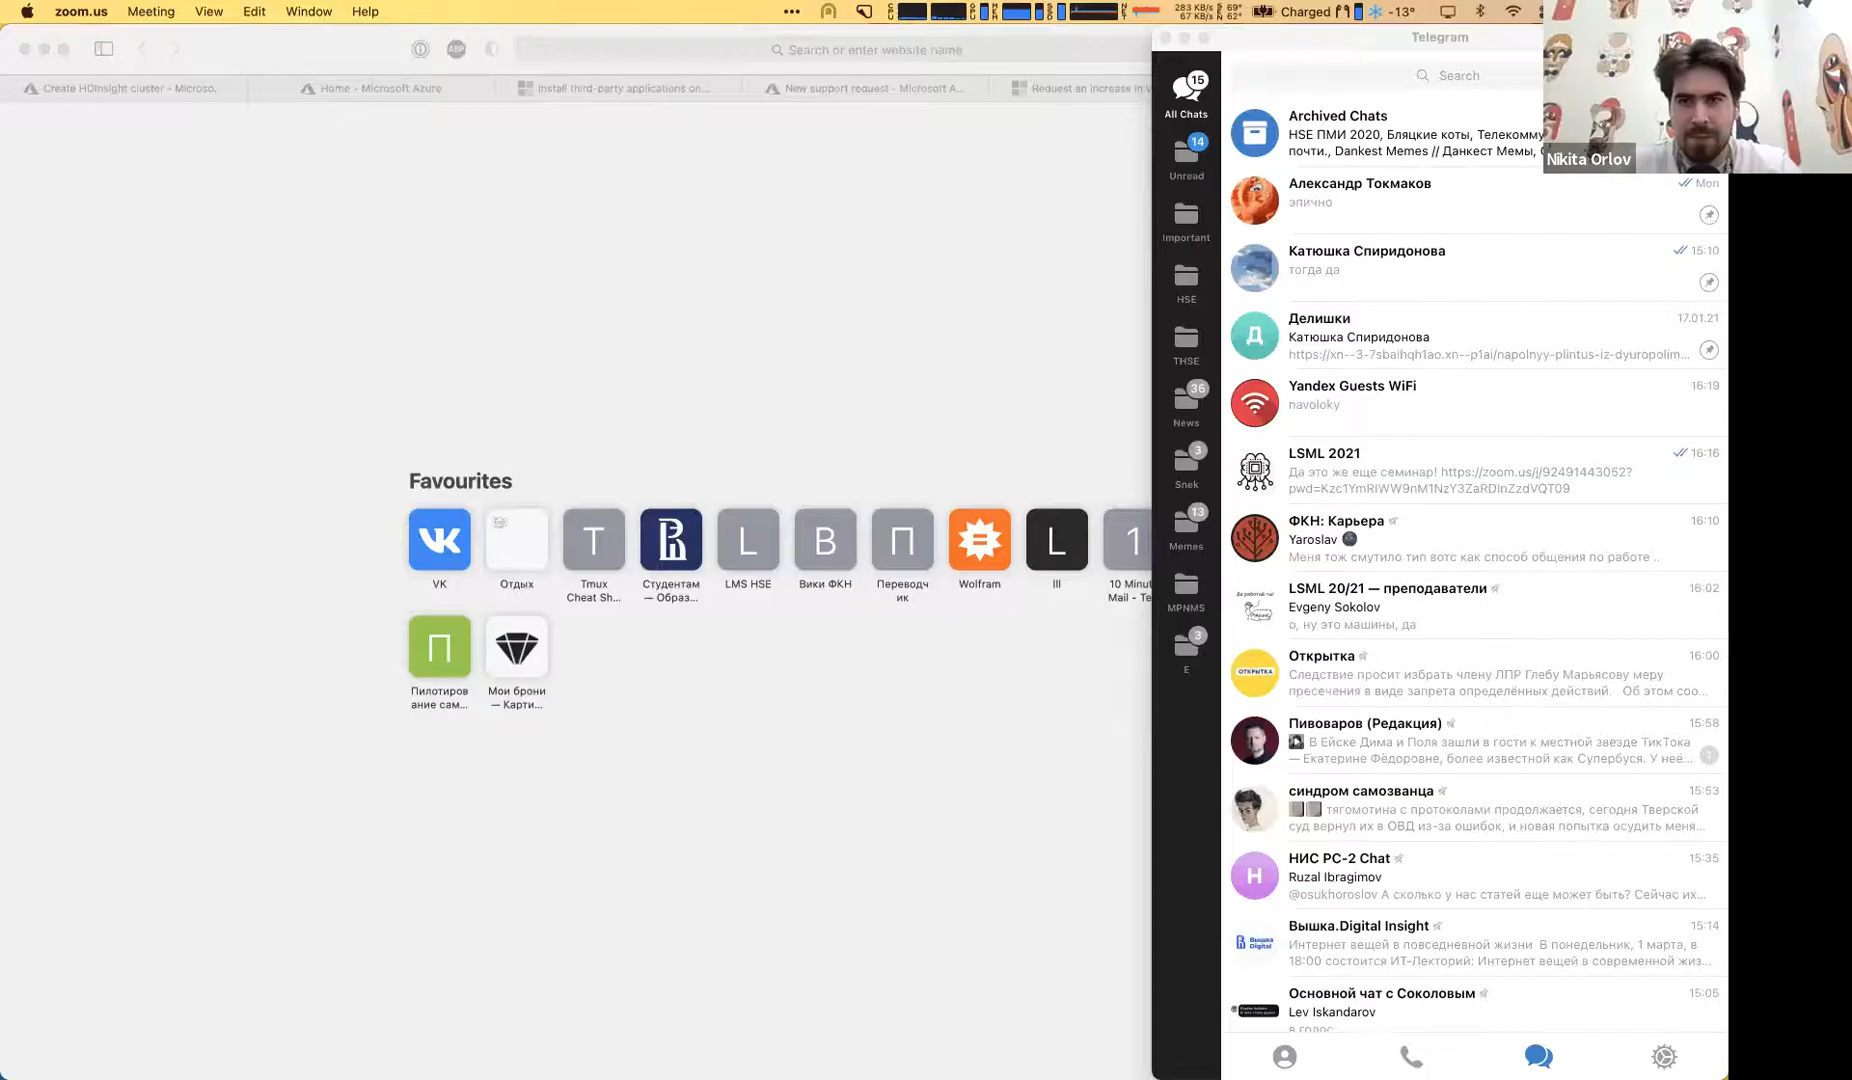 zoom.us Meeting View Edit Window Help
283 KB/s
67 KB/s
69°
62°
Charged
-13°
Search or enter website name
Create HDInsight cluster - Microso...
Home - Microsoft Azure
Install third-party applications on...
New support request - Microsoft A...
Request an increase in v
Favourites
VK
Отдых
Tmux
Cheat Sh...
Студентам
— Образ...
LMS HSE
Вики ФКН
Переводч
ик
Wolfram
III
10 Minut
Mail - Te
T
L
В
П
L
1
П
Пилотиров
ание сам...
Мои брони
— Карти...
Telegram
15
All Chats
14
Unread
Important
HSE
THSE
36
News
3
Snek
13
Memes
MPNMS
3
E
Search
Archived Chats
HSE ПМИ 2020, Бляцкие коты, Телекомму
почти., Dankest Memes // Данкест Мемы,
Nikita Orlov
Александр Токмаков
Mon
эпично
Катюшка Спиридонова
15:10
тогда да
Д
Делишки
17.01.21
Катюшка Спиридонова
https://xn--3-7sbalhqh1ao.xn--p1ai/napolnyy-plintus-iz-dyuropolim...
Yandex Guests WiFi
16:19
navoloky
LSML 2021
16:16
Да это же еще семинар! https://zoom.us/j/92491443052?
pwd=Kzc1YmRIWW9nM1NzY3ZaRDlnZzdVQT09
ФКН: Карьера
16:10
Yaroslav
Меня тож смутило тип вотс как способ общения по работе ..
LSML 20/21 — преподаватели
16:02
Evgeny Sokolov
о, ну это машины, да
ОТКРЫТКА
Открытка
16:00
Следствие просит избрать члену ЛПР Глебу Марьясову меру
пресечения в виде запрета определённых действий. Об этом соо...
Пивоваров (Редакция)
15:58
В Ейске Дима и Поля зашли в гости к местной звезде ТикТока
— Екатерине Фёдоровне, более известной как Супербуся. У неё...
синдром самозванца
15:53
тягомотина с протоколами продолжается, сегодня Тверской
суд вернул их в ОВД из-за ошибок, и новая попытка осудить меня...
Н
НИС РС-2 Chat
15:35
Ruzal Ibragimov
@osukhoroslov А сколько у нас статей еще может быть? Сейчас их...
Вышка
Digital
Вышка.Digital Insight
15:14
Интернет вещей в повседневной жизни В понедельник, 1 марта, в
18:00 состоится ИТ-Лекторий: Интернет вещей в современной жиз...
Основной чат с Соколовым
15:05
Lev Iskandarov
в голос